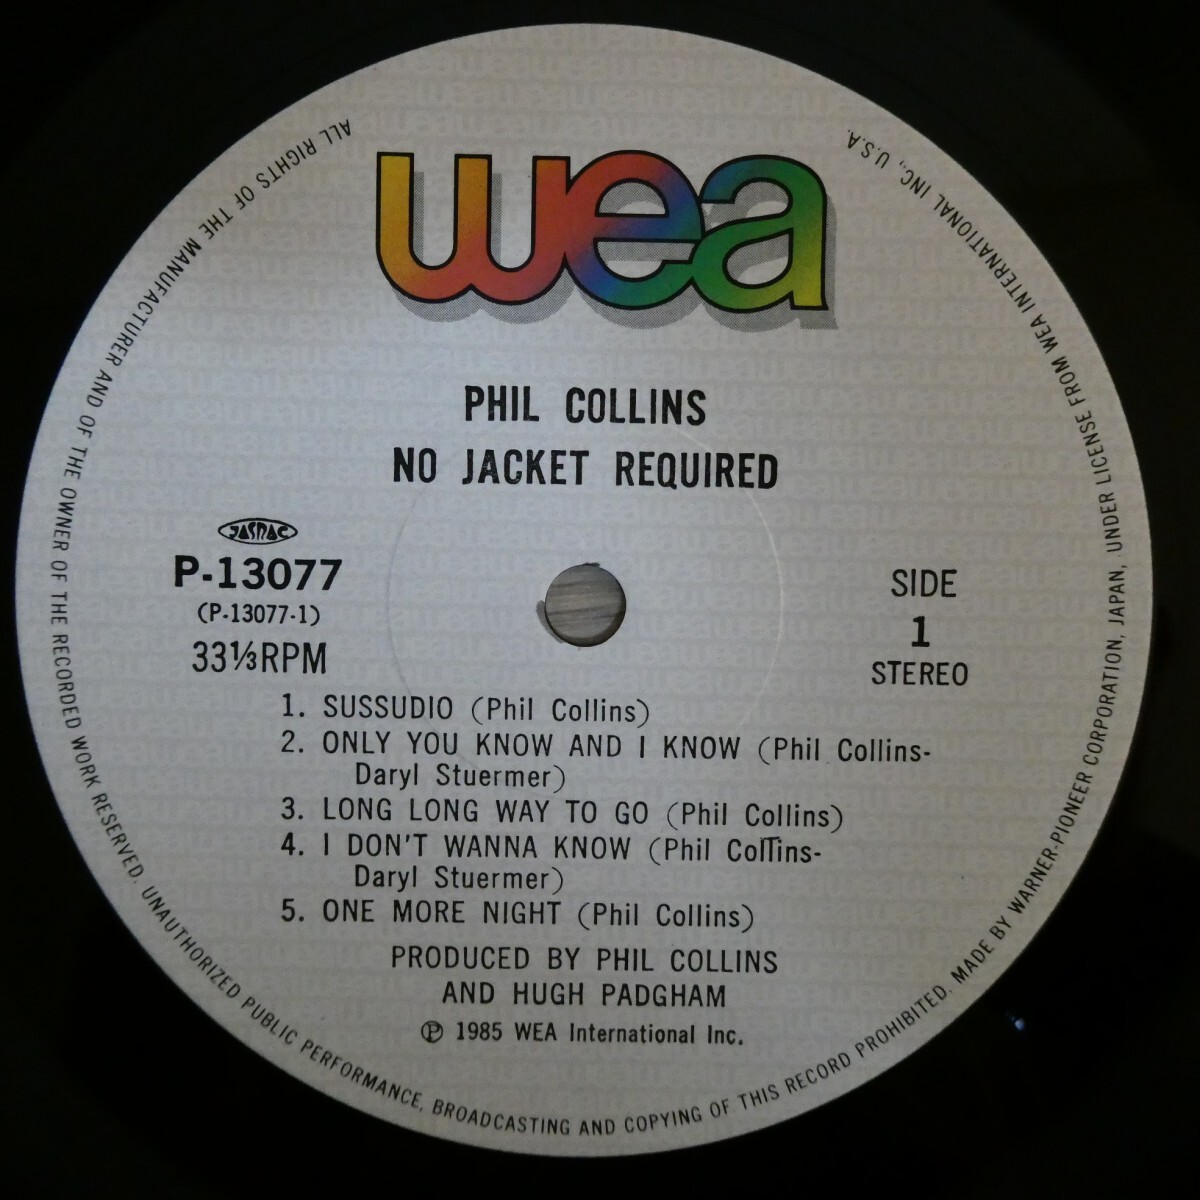 wea
PHIL COLLINS
NO JACKET REQUIRED
JASRAC
P-13077
(P-13077-1)
33⅓RPM
SIDE
1
STEREO
1. SUSSUDIO (Phil Collins)
2. ONLY YOU KNOW AND I KNOW (Phil Collins-
Daryl Stuermer)
3. LONG LONG WAY TO GO (Phil Collins)
4. I DON'T WANNA KNOW (Phil Collins-
Daryl Stuermer)
5. ONE MORE NIGHT (Phil Collins)
PRODUCED BY PHIL COLLINS
AND HUGH PADGHAM
Ⓟ 1985 WEA International Inc.
ALL RIGHTS OF THE MANUFACTURER AND OF THE OWNER OF THE RECORDED WORK RESERVED. UNAUTHORIZED PUBLIC PERFORMANCE, BROADCASTING AND COPYING OF THIS RECORD PROHIBITED. MADE BY WARNER-PIONEER CORPORATION, JAPAN, UNDER LICENSE FROM WEA INTERNATIONAL INC., U.S.A.